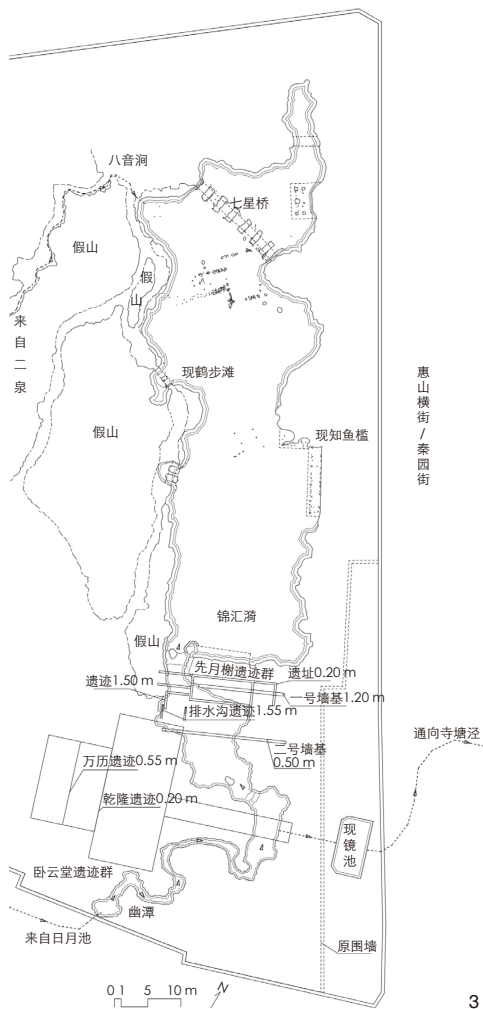 八音涧
七星桥
假山
假山
来自二泉
现鹤步滩
惠山横街/秦园街
假山
现知鱼槛
锦汇漪
假山
先月榭遗迹群
遗址0.20 m
遗迹1.50 m
一号墙基1.20 m
排水沟遗迹1.55 m
二号墙基
0.50 m
通向寺塘泾
万历遗迹0.55 m
乾隆遗迹0.20 m
现镜池
卧云堂遗迹群
幽潭
来自日月池
原围墙
0 1 5 10 m
N
3